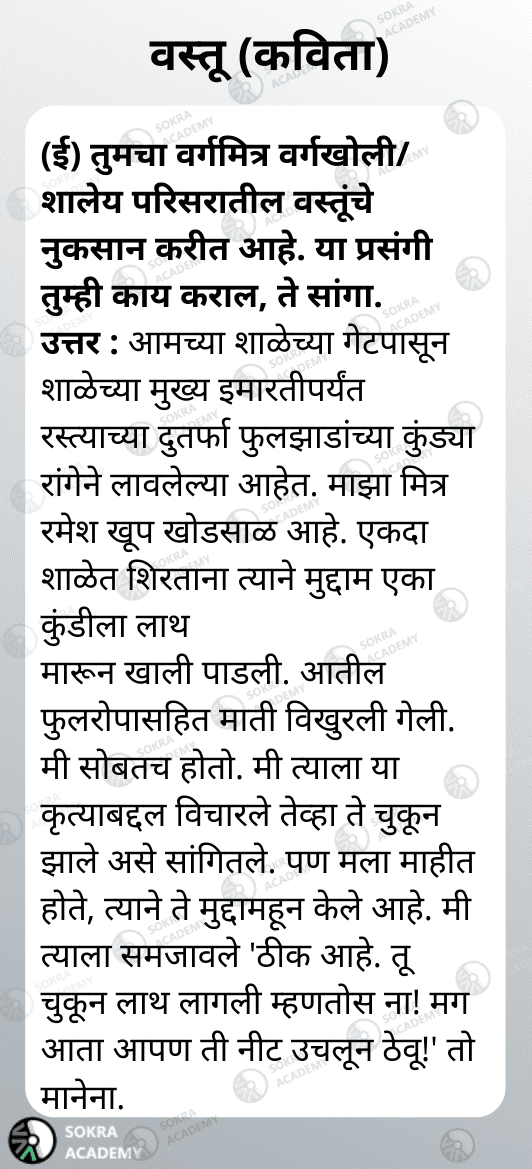 वस्तू (कविता)
(ई) तुमचा वर्गमित्र वर्गखोली/
शालेय परिसरातील वस्तूंचे
नुकसान करीत आहे. या प्रसंगी
तुम्ही काय कराल, ते सांगा.
उत्तर : आमच्या शाळेच्या गेटपासून
शाळेच्या मुख्य इमारतीपर्यंत
रस्त्याच्या दुतर्फा फुलझाडांच्या कुंड्या
रांगेने लावलेल्या आहेत. माझा मित्र
रमेश खूप खोडसाळ आहे. एकदा
शाळेत शिरताना त्याने मुद्दाम एका
कुंडीला लाथ
मारून खाली पाडली. आतील
फुलरोपासहित माती विखुरली गेली.
मी सोबतच होतो. मी त्याला या
कृत्याबद्दल विचारले तेव्हा ते चुकून
झाले असे सांगितले. पण मला माहीत
होते, त्याने ते मुद्दामहून केले आहे. मी
त्याला समजावले 'ठीक आहे. तू
चुकून लाथ लागली म्हणतोस ना! मग
आता आपण ती नीट उचलून ठेवू!' तो
मानेना.
SOKRA
ACADEMY